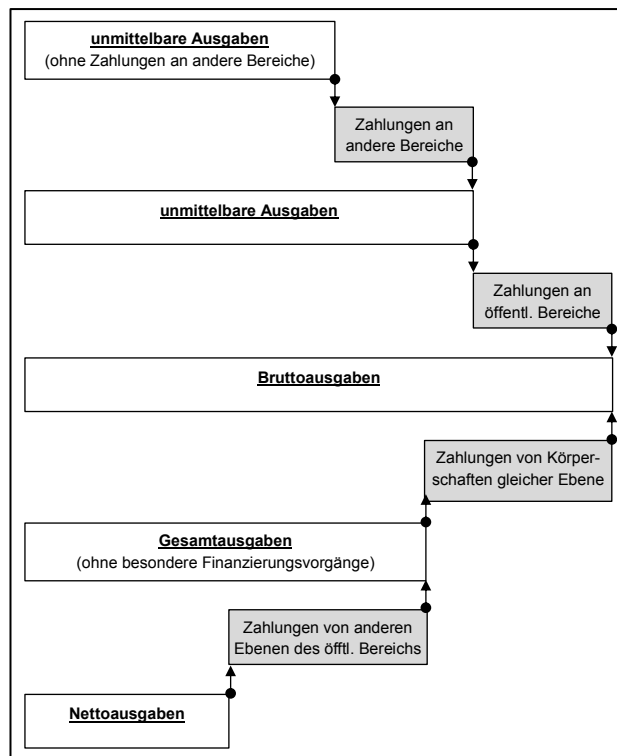 unmittelbare Ausgaben
(ohne Zahlungen an andere Bereiche)
Zahlungen an
andere Bereiche
unmittelbare Ausgaben
Zahlungen an
öffentl. Bereiche
Bruttoausgaben
Zahlungen von Körper-
schaften gleicher Ebene
Gesamtausgaben
(ohne besondere Finanzierungsvorgänge)
Zahlungen von anderen
Ebenen des öfftl. Bereichs
Nettoausgaben